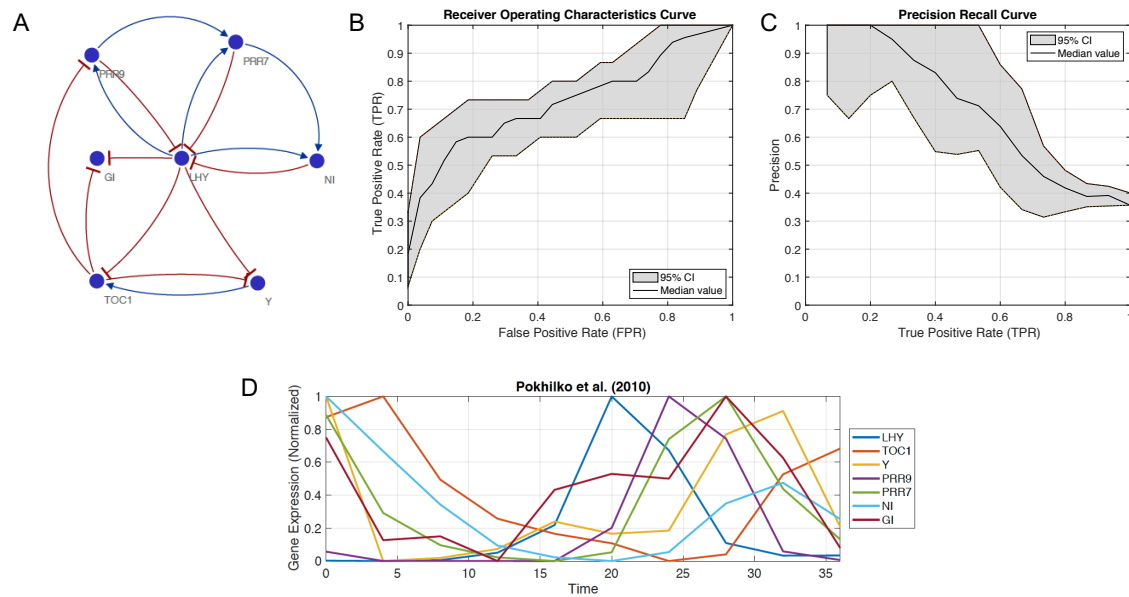 A
PRR9
PRR7
GI
LHY
NI
TOC1
Y
B
Receiver Operating Characteristics Curve
True Positive Rate (TPR)
1
0.9
0.8
0.7
0.6
0.5
0.4
0.3
0.2
0.1
0
0 0.2 0.4 0.6 0.8 1
False Positive Rate (FPR)
95% CI
Median value
C
Precision Recall Curve
Precision
1
0.9
0.8
0.7
0.6
0.5
0.4
0.3
0.2
0.1
0
0 0.2 0.4 0.6 0.8 1
True Positive Rate (TPR)
95% CI
Median value
D
Pokhilko et al. (2010)
Gene Expression (Normalized)
1
0.8
0.6
0.4
0.2
0
0 5 10 15 20 25 30 35
Time
LHY
TOC1
Y
PRR9
PRR7
NI
GI